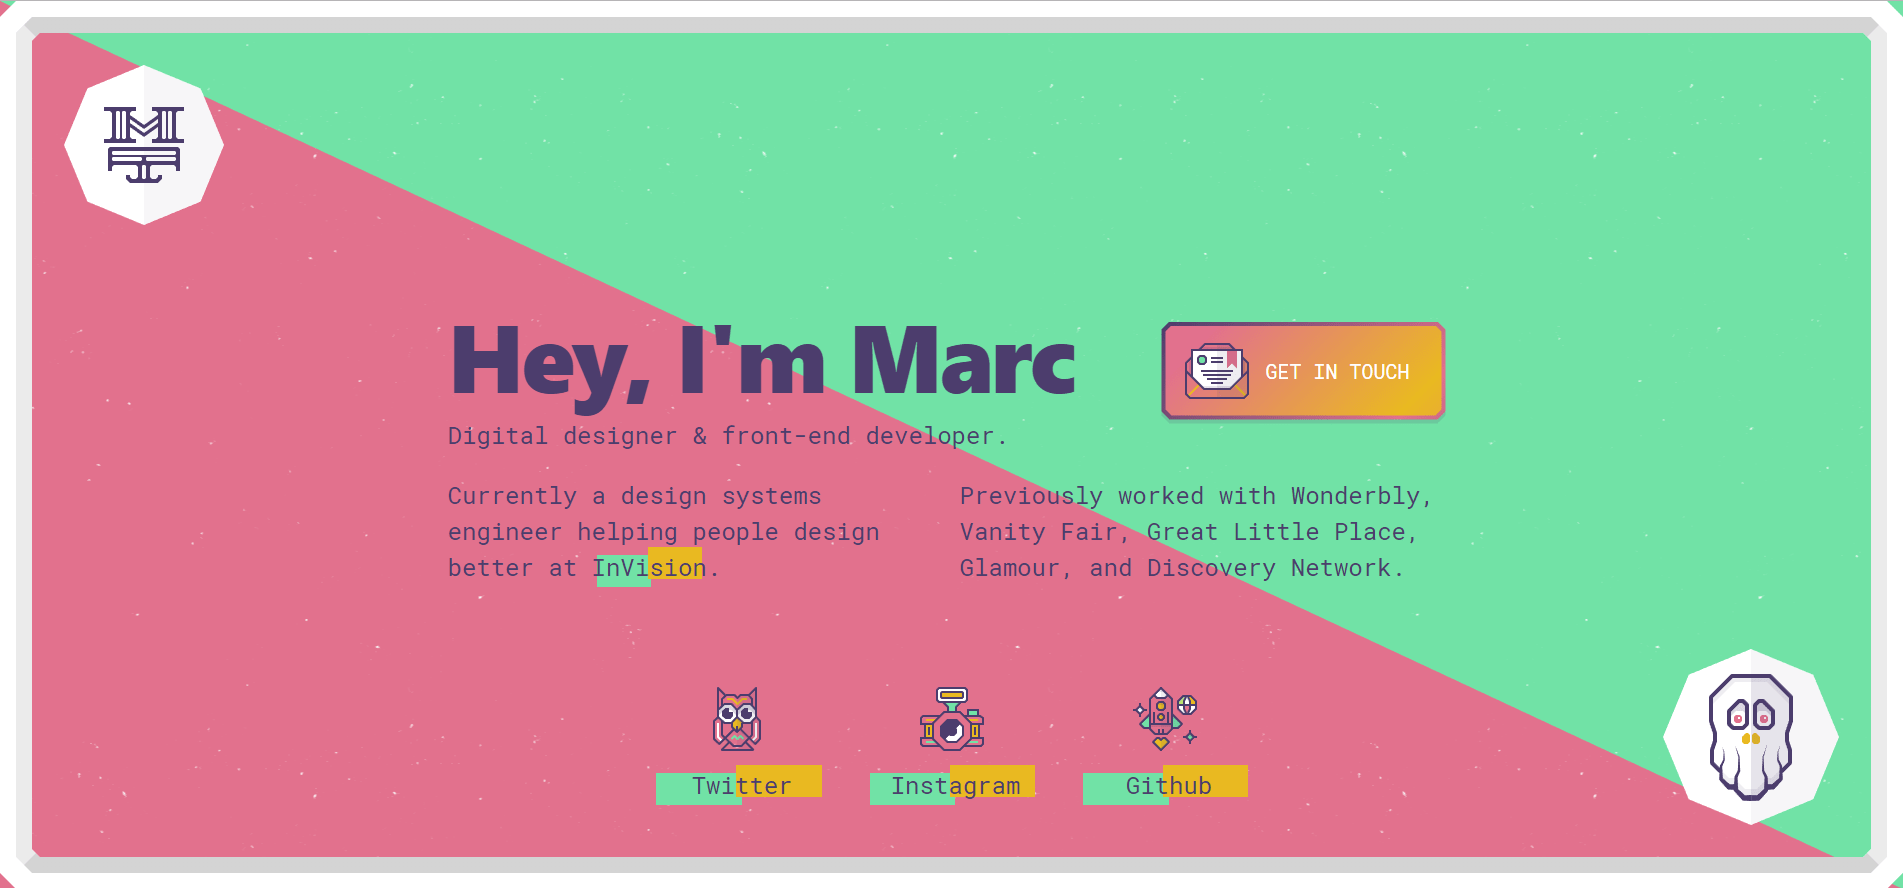 Hey, I'm Marc
GET IN TOUCH
Digital designer & front-end developer.
Currently a design systems
engineer helping people design
better at InVision.
Previously worked with Wonderbly,
Vanity Fair, Great Little Place,
Glamour, and Discovery Network.
Twitter
Instagram
Github